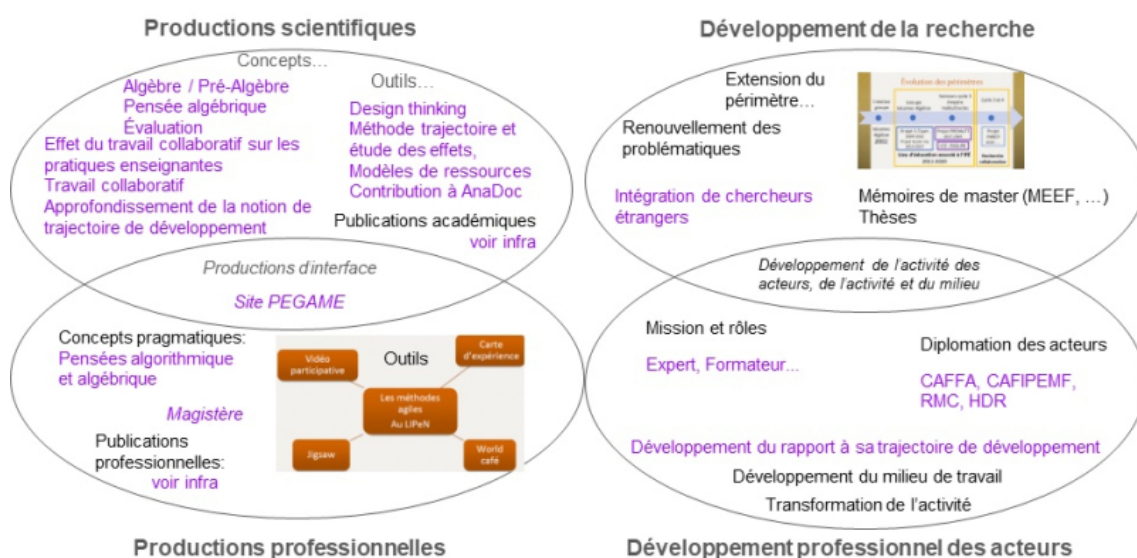 Productions scientifiques
Concepts…
Algèbre / Pré-Algèbre
Pensée algébrique
Évaluation
Effet du travail collaboratif sur les
pratiques enseignantes
Travail collaboratif
Approfondissement de la notion de
trajectoire de développement
Outils…
Design thinking
Méthode trajectoire et
étude des effets,
Modèles de ressources
Contribution à AnaDoc
Publications académiques
voir infra
Productions d'interface
Site PEGAME
Concepts pragmatiques:
Pensées algorithmique
et algébrique
Magistère
Publications
professionnelles:
voir infra
Outils
Vidéo
participative
Carte
d'expérience
Les méthodes
agiles
Au LIPeN
Jigsaw
World
café
Productions professionnelles
Développement de la recherche
Extension du
périmètre…
Évolution des périmètres
Renouvellement des
problématiques
Intégration de chercheurs
étrangers
Mémoires de master (MEEF, …)
Thèses
Développement de l'activité des
acteurs, de l'activité et du milieu
Mission et rôles
Expert, Formateur...
Diplomation des acteurs
CAFFA, CAFIPEMF,
RMC, HDR
Développement du rapport à sa trajectoire de développement
Développement du milieu de travail
Transformation de l'activité
Développement professionnel des acteurs